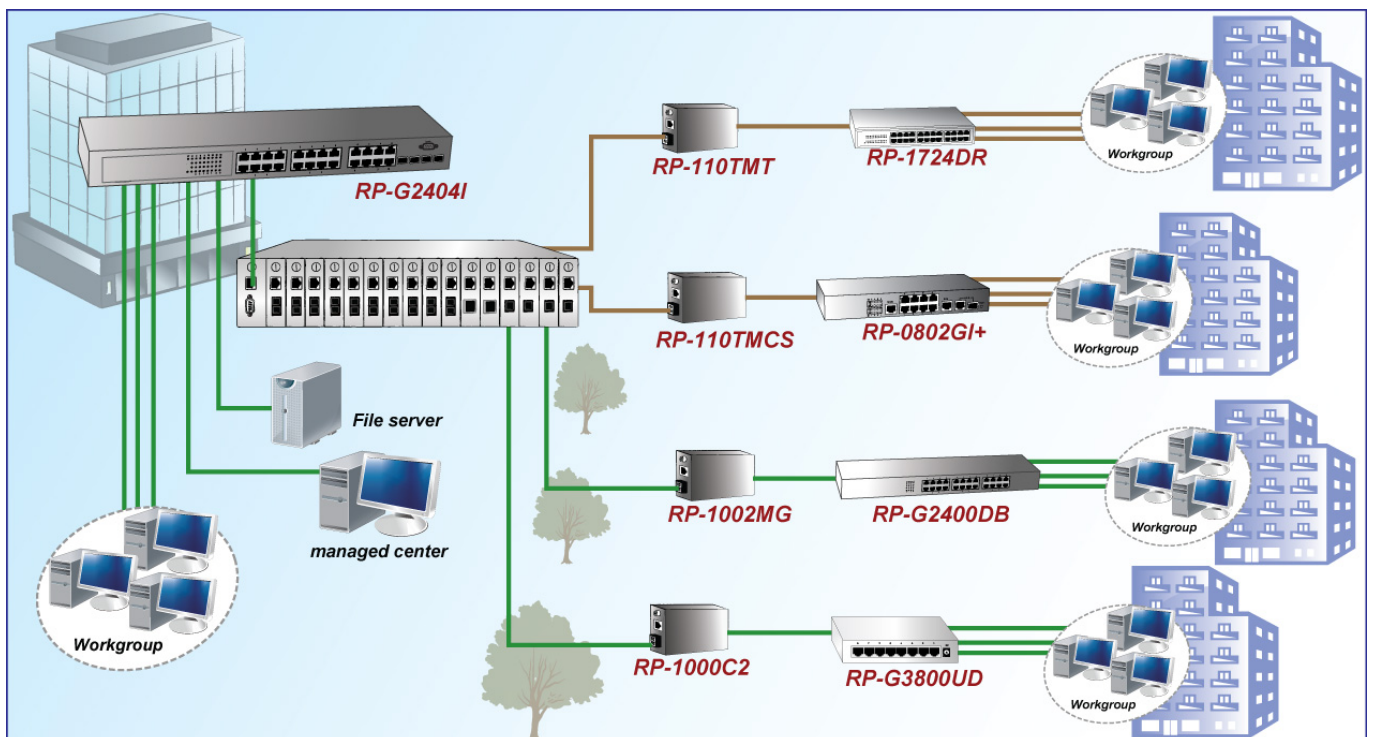 RP-G2404I
RP-110TMT
RP-1724DR
Workgroup
RP-110TMCS
RP-0802GI+
Workgroup
File server
managed center
RP-1002MG
RP-G2400DB
Workgroup
Workgroup
RP-1000C2
RP-G3800UD
Workgroup